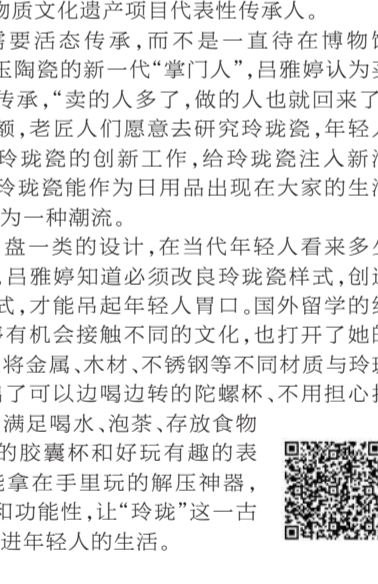 物质文化遗产项目代表性传承人。
需要活态传承,而不是一直待在博物馆
玉陶瓷的新一代“掌门人”,吕雅婷认为卖
传承,“卖的人多了,做的人也就回来了
额,老匠人们愿意去研究玲珑瓷,年轻人
玲珑瓷的创新工作,给玲珑瓷注入新活
玲珑瓷能作为日用品出现在大家的生活
为一种潮流。
盘一类的设计,在当代年轻人看来多少
,吕雅婷知道必须改良玲珑瓷样式,创造
式,才能吊起年轻人胃口。国外留学的经
有机会接触不同的文化,也打开了她的
将金属、木材、不锈钢等不同材质与玲珑
出了可以边喝边转的陀螺杯、不用担心
满足喝水、泡茶、存放食物
的胶囊杯和好玩有趣的表
能拿在手里玩的解压神器,
和功能性,让“玲珑”这一古
进年轻人的生活。